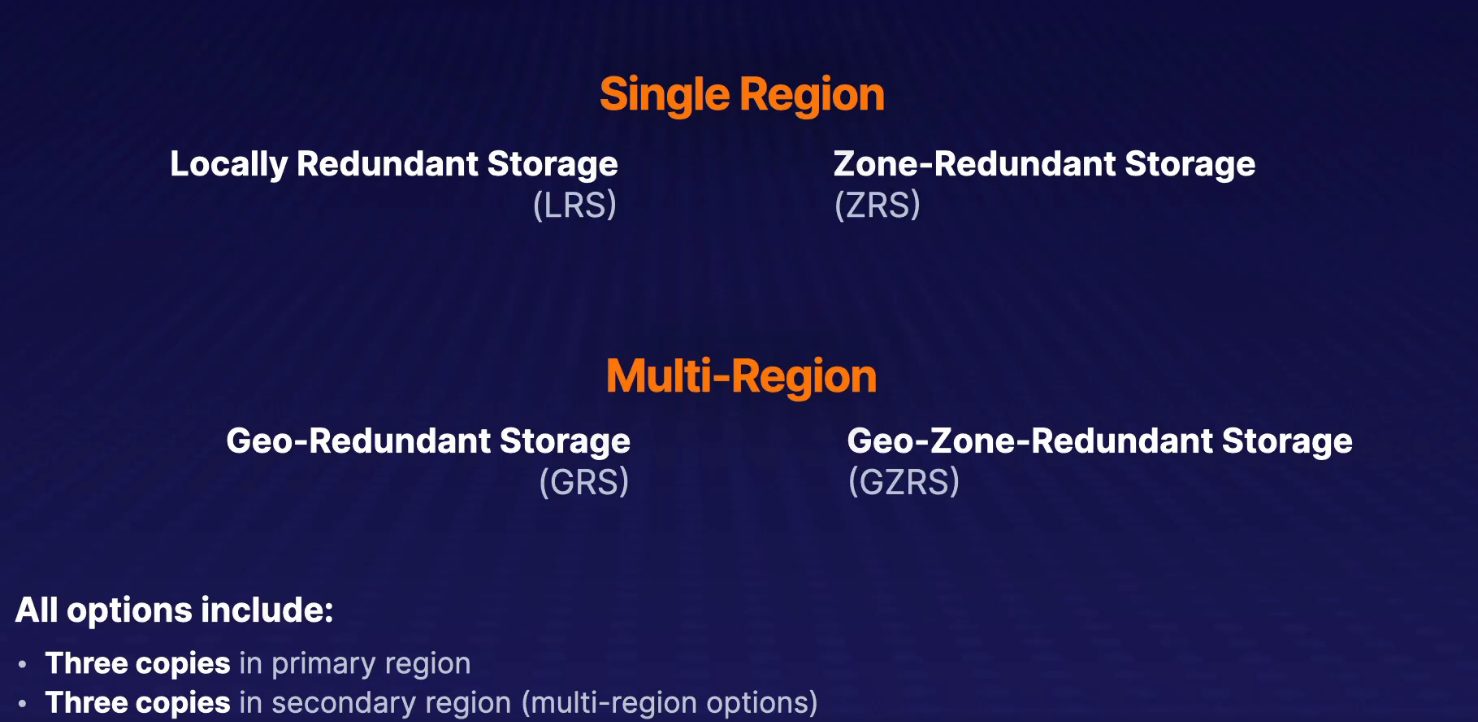 Single Region
Locally Redundant Storage
(LRS)
Zone-Redundant Storage
(ZRS)
Multi-Region
Geo-Redundant Storage
(GRS)
Geo-Zone-Redundant Storage
(GZRS)
All options include:
• Three copies in primary region
• Three copies in secondary region (multi-region options)